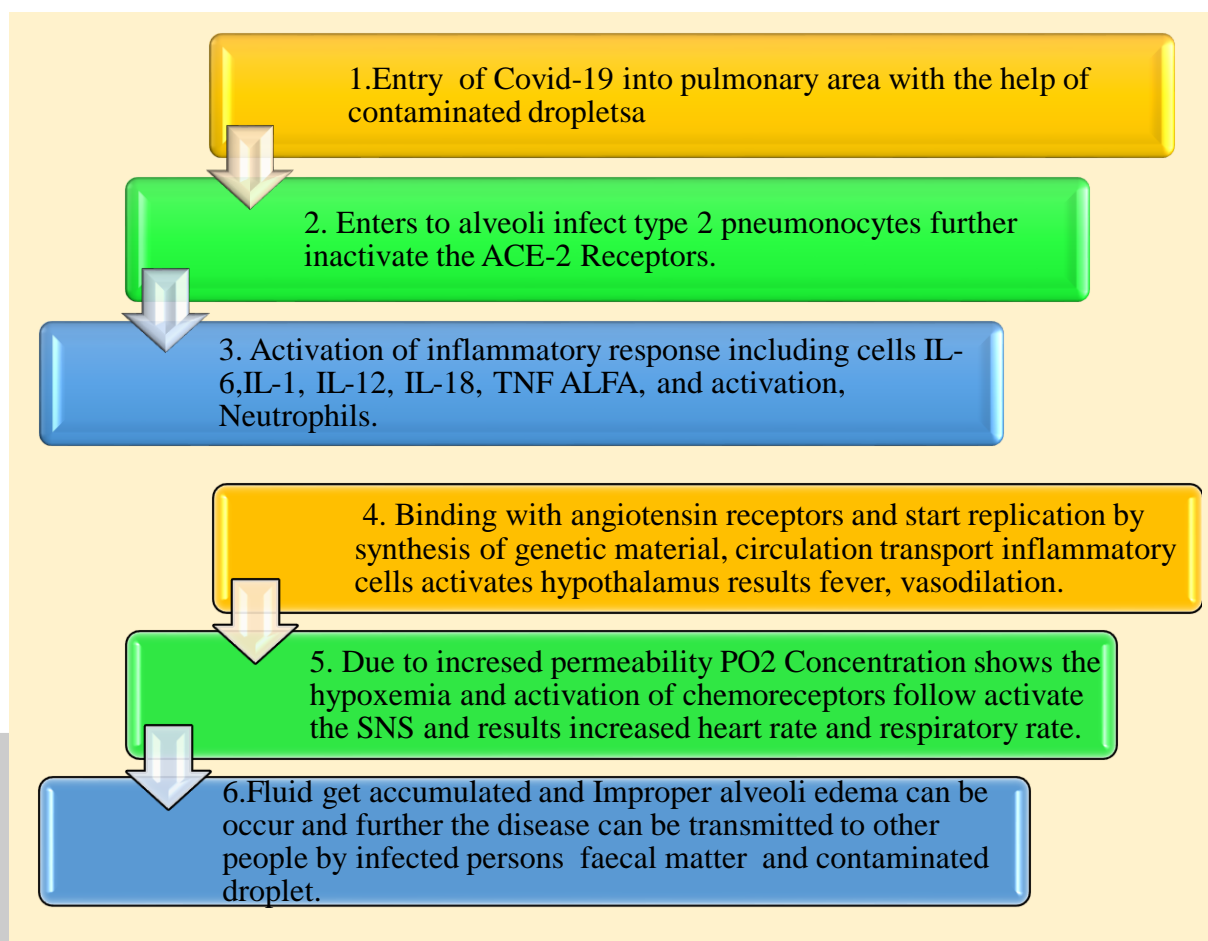 1.Entry of Covid-19 into pulmonary area with the help of
contaminated dropletsa
2. Enters to alveoli infect type 2 pneumonocytes further
inactivate the ACE-2 Receptors.
3. Activation of inflammatory response including cells IL-
6,IL-1, IL-12, IL-18, TNF ALFA, and activation,
Neutrophils.
4. Binding with angiotensin receptors and start replication by
synthesis of genetic material, circulation transport inflammatory
cells activates hypothalamus results fever, vasodilation.
5. Due to incresed permeability PO2 Concentration shows the
hypoxemia and activation of chemoreceptors follow activate
the SNS and results increased heart rate and respiratory rate.
6.Fluid get accumulated and Improper alveoli edema can be
occur and further the disease can be transmitted to other
people by infected persons faecal matter and contaminated
droplet.